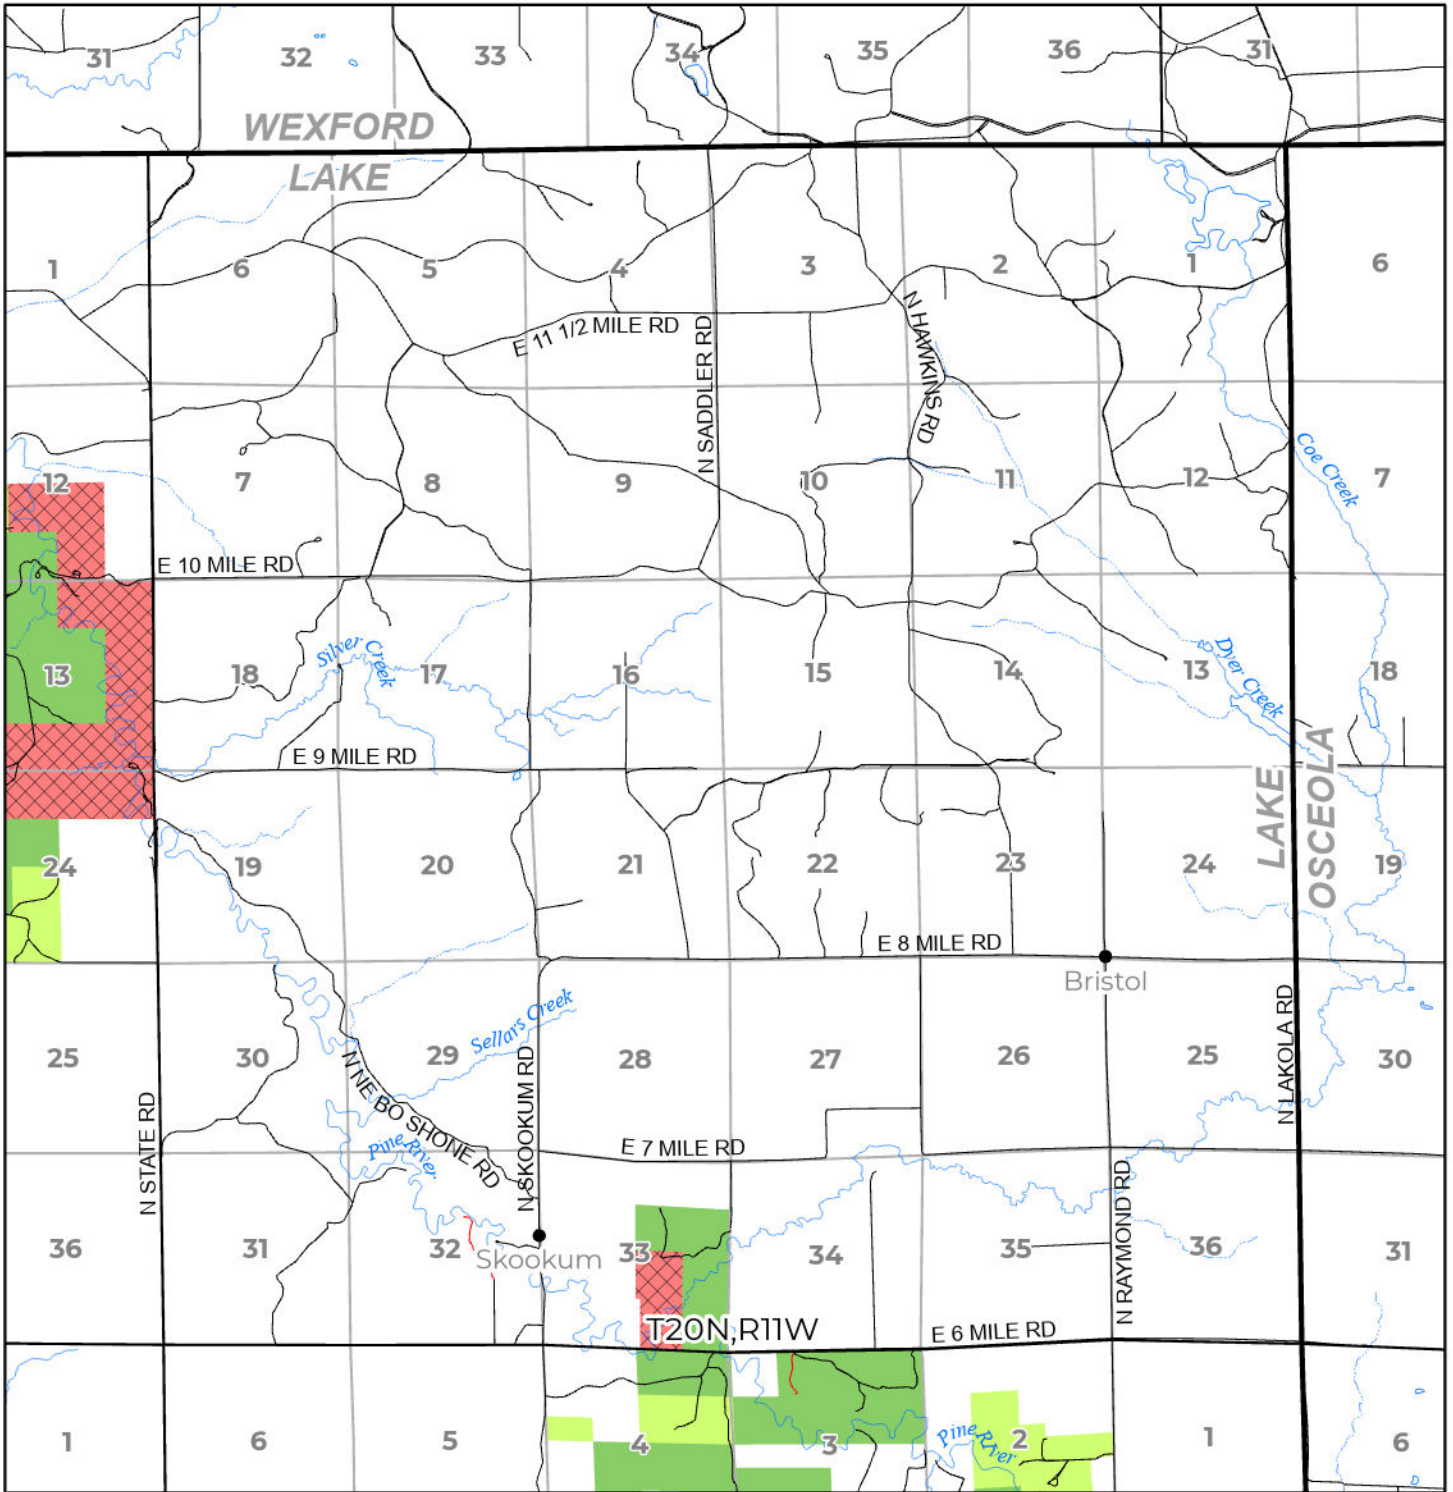 31
32
33
34
35
36
31
WEXFORD
LAKE
1
6
5
4
3
2
1
6
E 11 1/2 MILE RD
N SADDLER RD
N HAWKINS RD
Coe Creek
12
7
8
9
10
11
12
7
E 10 MILE RD
Silver Creek
Dyer Creek
13
18
17
16
15
14
13
18
E 9 MILE RD
LAKE
OSCEOLA
24
19
20
21
22
23
24
19
E 8 MILE RD
Bristol
Sellars Creek
25
30
29
28
27
26
25
30
N STATE RD
N NE BO SHONE RD
N SKOOKUM RD
N LAKOLA RD
E 7 MILE RD
Pine River
N RAYMOND RD
36
31
32
Skookum
33
34
35
36
31
T20N,R11W
E 6 MILE RD
1
6
5
4
3
Pine River
2
1
6